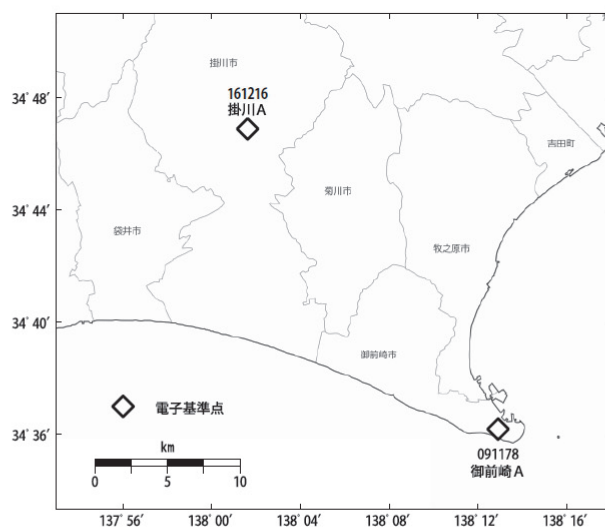 掛川市
34° 48′
161216
掛川A
吉田町
菊川市
34° 44′
袋井市
牧之原市
34° 40′
御前崎市
電子基準点
34° 36′
km
091178
御前崎A
0 5 10
137° 56′ 138° 00′ 138° 04′ 138° 08′ 138° 12′ 138° 16′